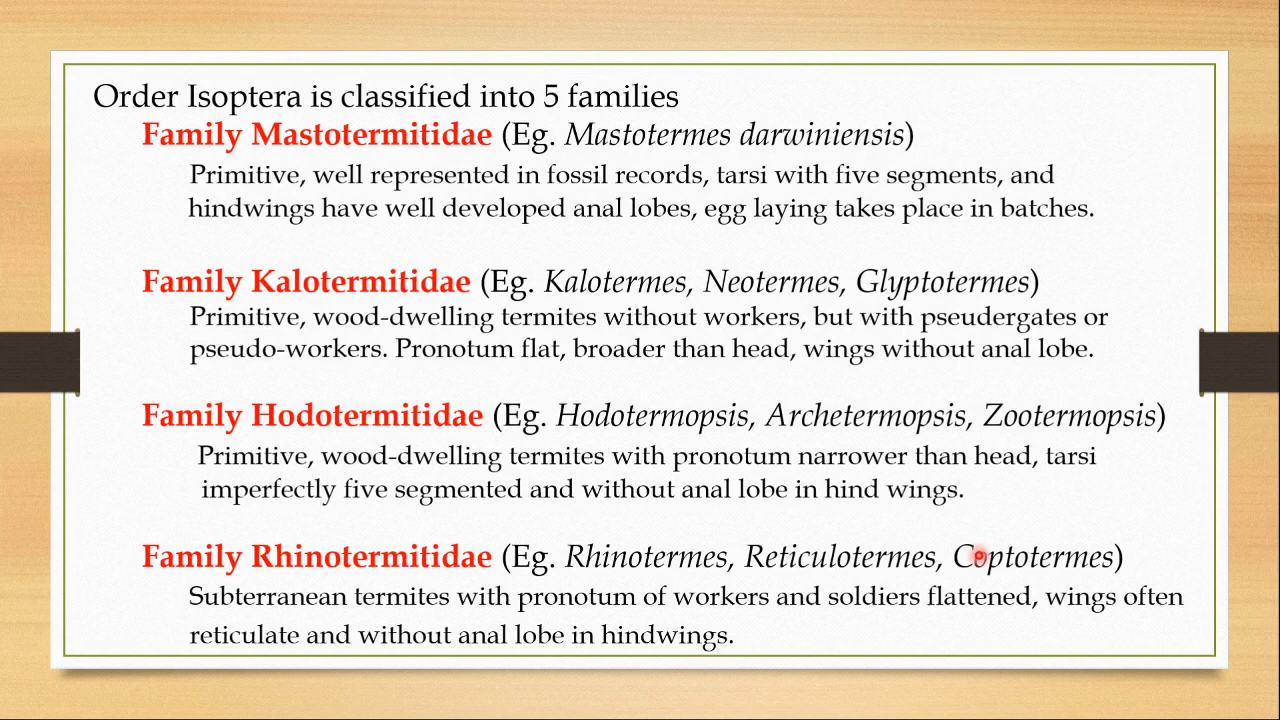 Order Isoptera is classified into 5 families
Family Mastotermitidae (Eg. Mastotermes darwiniensis)
Primitive, well represented in fossil records, tarsi with five segments, and
hindwings have well developed anal lobes, egg laying takes place in batches.
Family Kalotermitidae (Eg. Kalotermes, Neotermes, Glyptotermes)
Primitive, wood-dwelling termites without workers, but with pseudergates or
pseudo-workers. Pronotum flat, broader than head, wings without anal lobe.
Family Hodotermitidae (Eg. Hodotermopsis, Archetermopsis, Zootermopsis)
Primitive, wood-dwelling termites with pronotum narrower than head, tarsi
imperfectly five segmented and without anal lobe in hind wings.
Family Rhinotermitidae (Eg. Rhinotermes, Reticulotermes, Coptotermes)
Subterranean termites with pronotum of workers and soldiers flattened, wings often
reticulate and without anal lobe in hindwings.